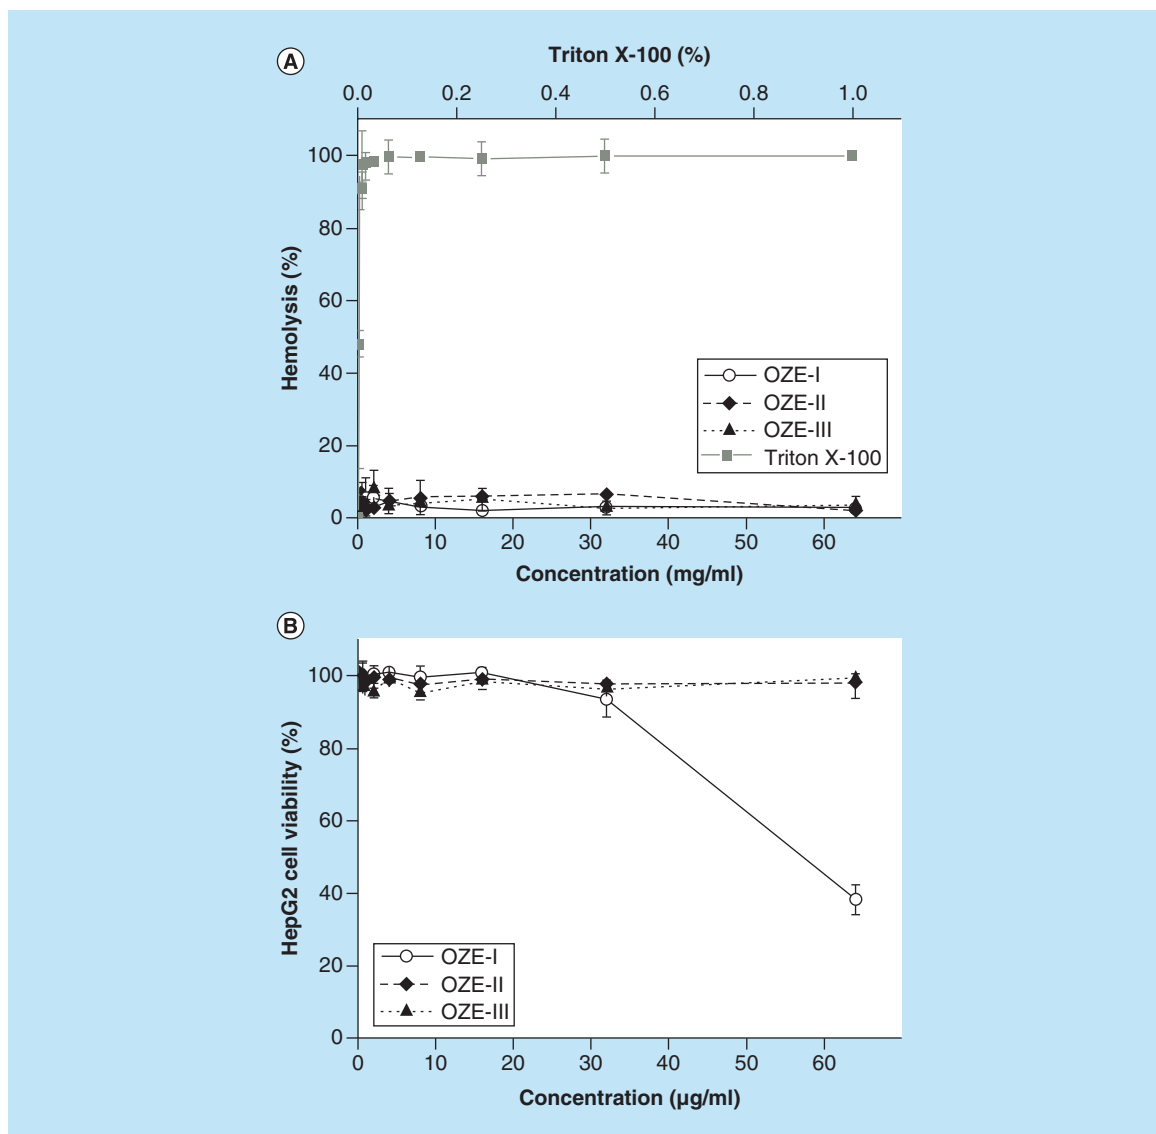 A
Triton X-100 (%)
0.0 0.2 0.4 0.6 0.8 1.0
100
80
60
40
20
0
Hemolysis (%)
OZE-I
OZE-II
OZE-III
Triton X-100
0 10 20 30 40 50 60
Concentration (mg/ml)
B
100
80
60
40
20
0
HepG2 cell viability (%)
OZE-I
OZE-II
OZE-III
0 10 20 30 40 50 60
Concentration (µg/ml)